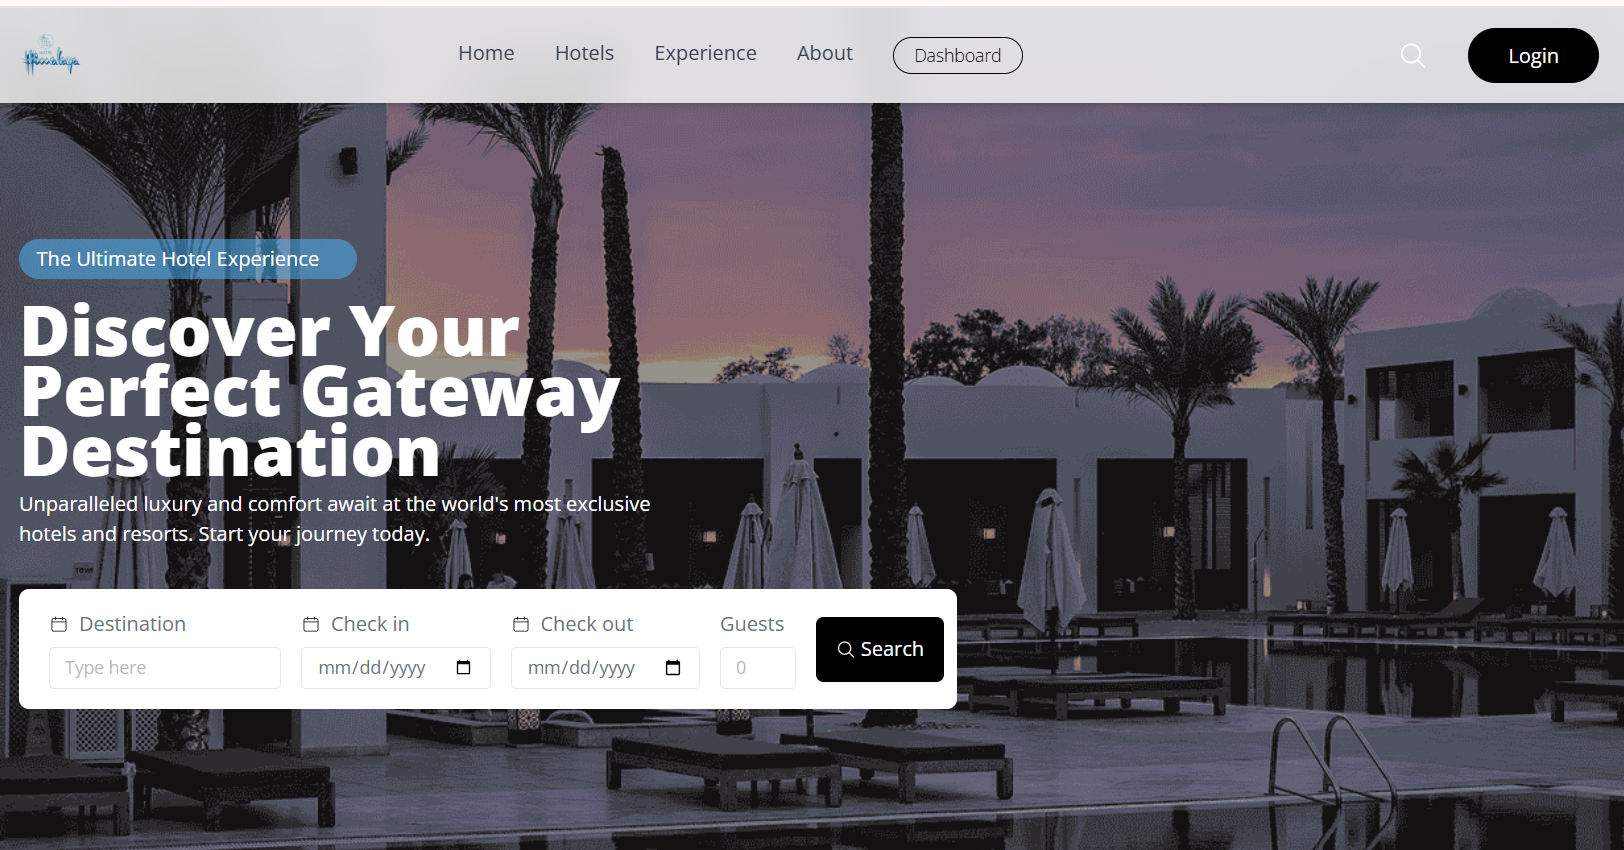 Himalaya
Home Hotels Experience About Dashboard Login
The Ultimate Hotel Experience
Discover Your
Perfect Gateway
Destination
Unparalleled luxury and comfort await at the world's most exclusive
hotels and resorts. Start your journey today.
Destination Check in Check out Guests
Type here mm/dd/yyyy mm/dd/yyyy 0 Search